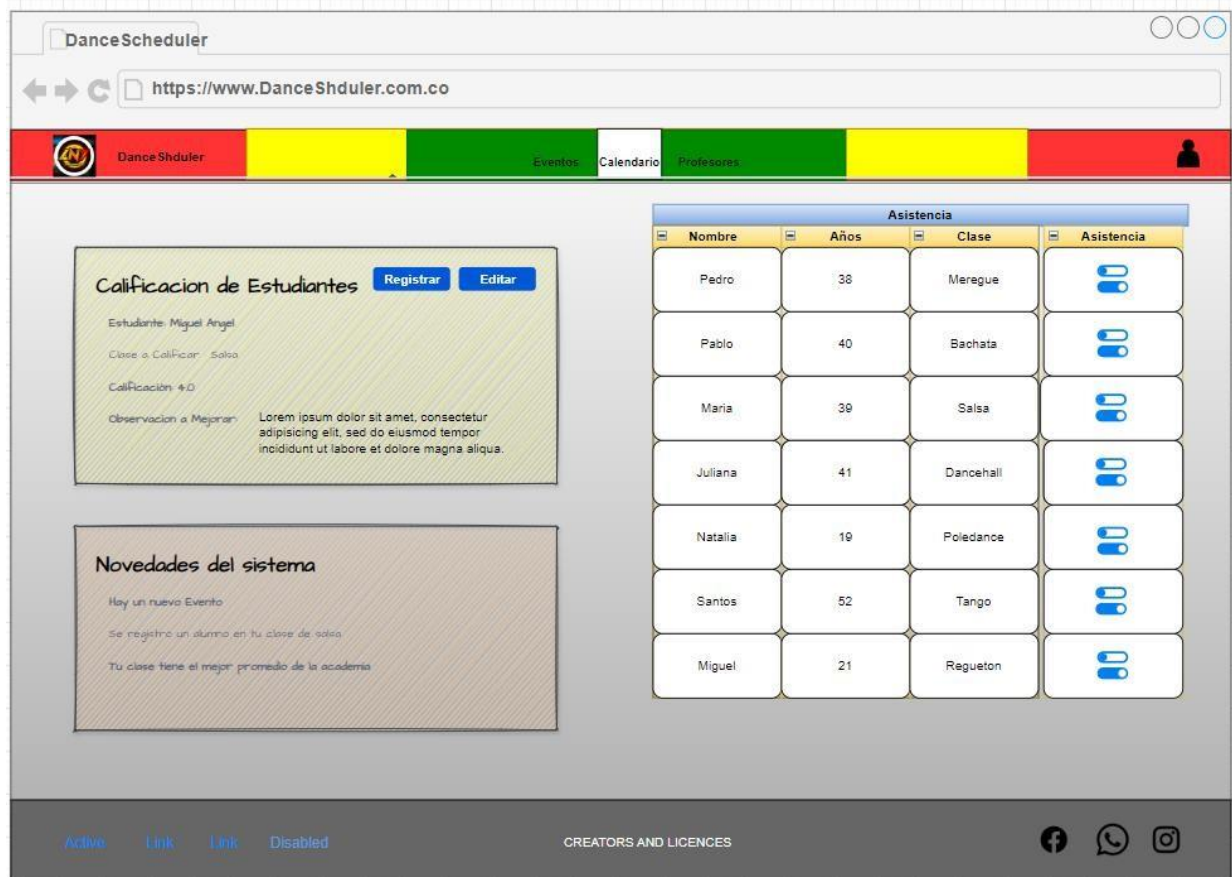 DanceScheduler
https://www.DanceShduler.com.co
DanceShduler
Eventos Calendario Profesores
Calificacion de Estudiantes
Registrar Editar
Estudiante: Miguel Angel
Clase a Calificar: Salsa
Calificación: 4.0
Observacion a Mejorar:
Lorem ipsum dolor sit amet, consectetur
adipisicing elit, sed do eiusmod tempor
incididunt ut labore et dolore magna aliqua.
Novedades del sistema
Hay un nuevo Evento
Se registro un alumno en tu clase de salsa
Tu clase tiene el mejor promedio de la academia
Asistencia
Nombre Años Clase Asistencia
Pedro 38 Meregue
Pablo 40 Bachata
Maria 39 Salsa
Juliana 41 Dancehall
Natalia 19 Poledance
Santos 52 Tango
Miguel 21 Regueton
Active Link Link Disabled
CREATORS AND LICENCES